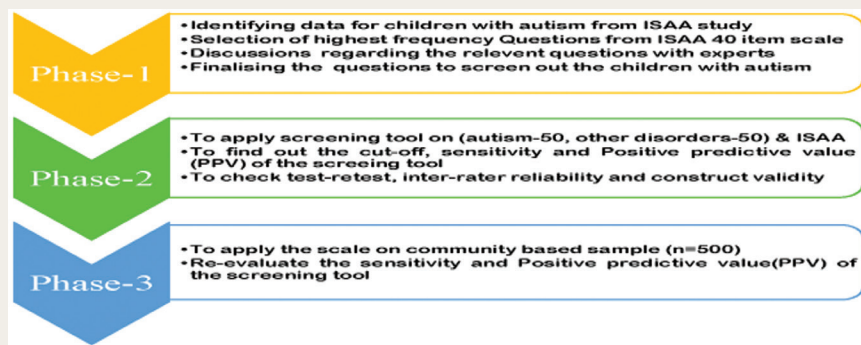 Phase-1
•Identifying data for children with autism from ISAA study
•Selection of highest frequency Questions from ISAA 40 item scale
•Discussions regarding the relevent questions with experts
•Finalising the questions to screen out the children with autism
Phase-2
•To apply screening tool on (autism-50, other disorders-50) & ISAA
•To find out the cut-off, sensitivity and Positive predictive value
(PPV) of the screeing tool
•To check test-retest, inter-rater reliability and construct validity
Phase-3
•To apply the scale on community based sample (n=500)
•Re-evaluate the sensitivity and Positive predictive value(PPV) of
the screening tool